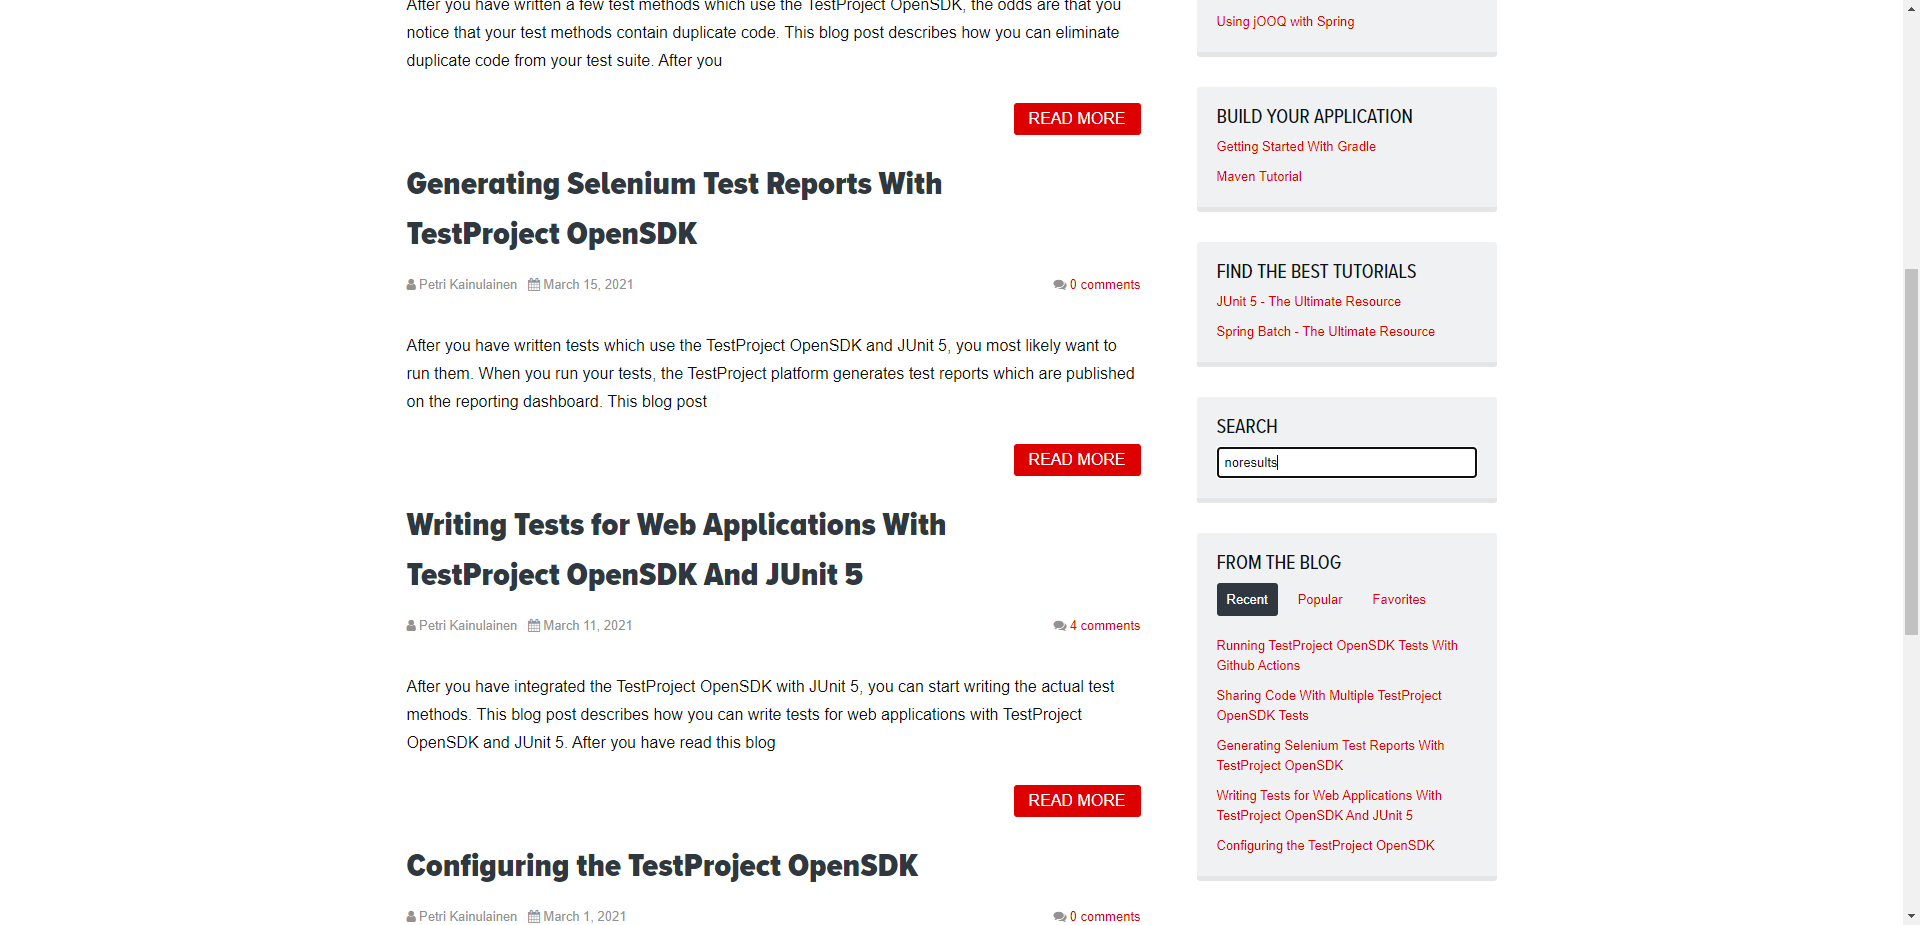 After you have written a few test methods which use the TestProject OpenSDK, the odds are that you
notice that your test methods contain duplicate code. This blog post describes how you can eliminate
duplicate code from your test suite. After you
READ MORE
Generating Selenium Test Reports With
TestProject OpenSDK
Petri Kainulainen March 15, 2021 0 comments
After you have written tests which use the TestProject OpenSDK and JUnit 5, you most likely want to
run them. When you run your tests, the TestProject platform generates test reports which are published
on the reporting dashboard. This blog post
READ MORE
Writing Tests for Web Applications With
TestProject OpenSDK And JUnit 5
Petri Kainulainen March 11, 2021 4 comments
After you have integrated the TestProject OpenSDK with JUnit 5, you can start writing the actual test
methods. This blog post describes how you can write tests for web applications with TestProject
OpenSDK and JUnit 5. After you have read this blog
READ MORE
Configuring the TestProject OpenSDK
Petri Kainulainen March 1, 2021 0 comments
Using jOOQ with Spring
BUILD YOUR APPLICATION
Getting Started With Gradle
Maven Tutorial
FIND THE BEST TUTORIALS
JUnit 5 - The Ultimate Resource
Spring Batch - The Ultimate Resource
SEARCH
noresults
FROM THE BLOG
Recent Popular Favorites
Running TestProject OpenSDK Tests With
Github Actions
Sharing Code With Multiple TestProject
OpenSDK Tests
Generating Selenium Test Reports With
TestProject OpenSDK
Writing Tests for Web Applications With
TestProject OpenSDK And JUnit 5
Configuring the TestProject OpenSDK